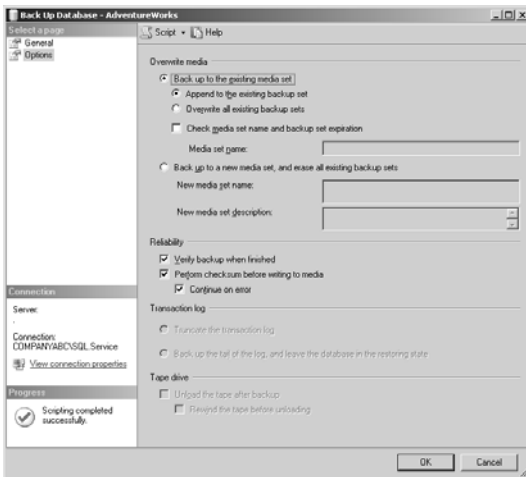 Back Up Database - AdventureWorks
Select a page
General
Options
Script
Help
Overwrite media
Back up to the existing media set
Append to the existing backup set
Overwrite all existing backup sets
Check media set name and backup set expiration
Media set name:
Back up to a new media set, and erase all existing backup sets
New media set name:
New media set description:
Reliability
Verify backup when finished
Perform checksum before writing to media
Continue on error
Transaction log
Truncate the transaction log
Back up the tail of the log, and leave the database in the restoring state
Tape drive
Unload the tape after backup
Rewind the tape before unloading
Connection
Server:
.
Connection:
COMPANYABC\SQL.Service
View connection properties
Progress
Scripting completed
successfully.
OK
Cancel